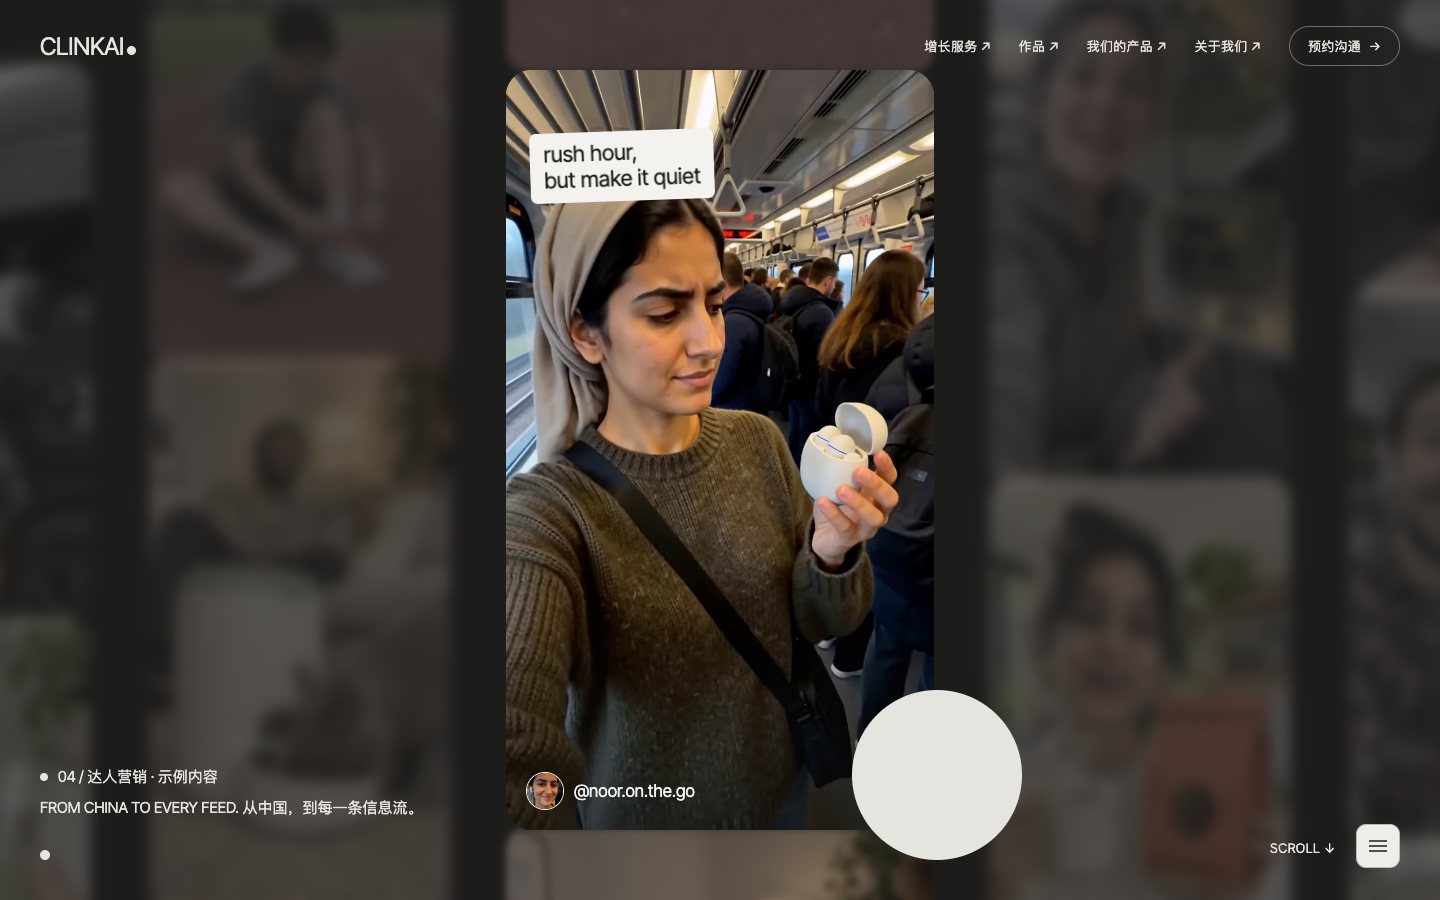 CLINKAI
增长服务 ↗
作品 ↗
我们的产品 ↗
关于我们 ↗
预约沟通 →
rush hour,
but make it quiet
@noor.on.the.go
04 / 达人营销 · 示例内容
FROM CHINA TO EVERY FEED. 从中国，到每一条信息流。
SCROLL ↓